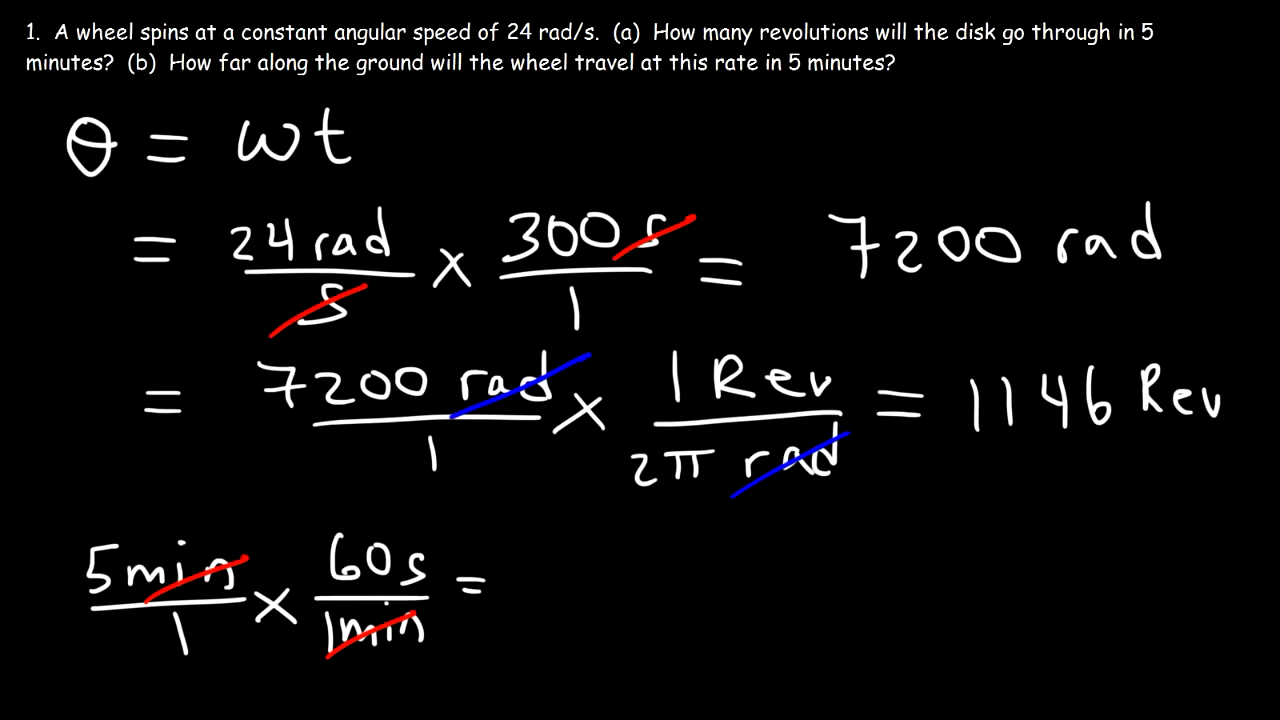 1. A wheel spins at a constant angular speed of 24 rad/s. (a) How many revolutions will the disk go through in 5
minutes? (b) How far along the ground will the wheel travel at this rate in 5 minutes?
θ = ωt
= 24 rad / s × 300 s / 1 = 7200 rad
= 7200 rad / 1 × 1 Rev / 2π rad = 1146 Rev
5 min / 1 × 60 s / 1 min =